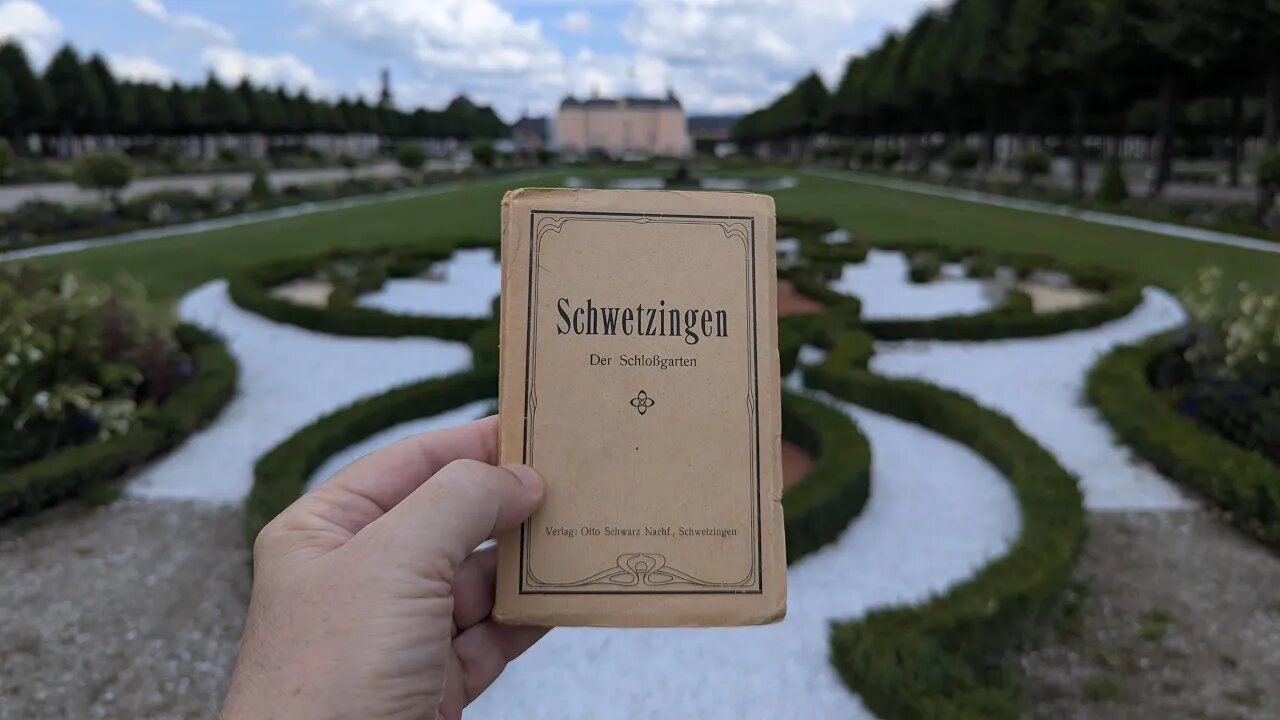 Schwetzingen
Der Schloßgarten
Verlag: Otto Schwarz Nachf., Schwetzingen